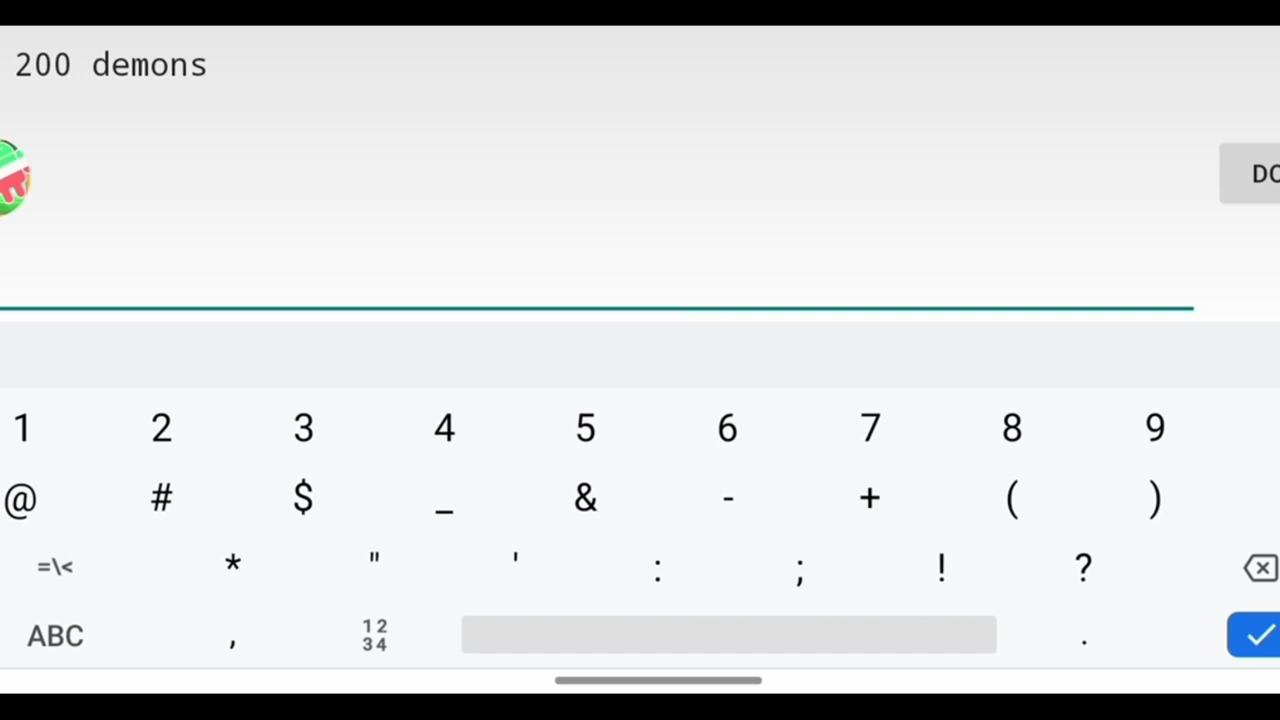 200 demons
DO
1 2 3 4 5 6 7 8 9
@ # $ _ & - + ( )
=\< * " ' : ; ! ?
ABC , 12 34 .